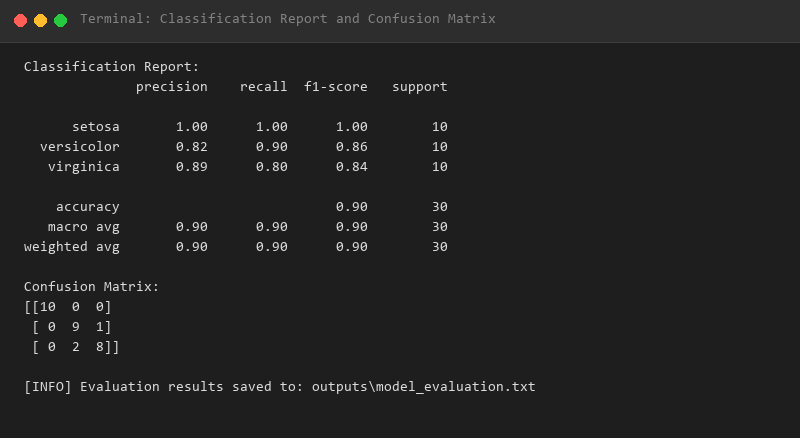 Terminal: Classification Report and Confusion Matrix
Classification Report:
              precision    recall  f1-score   support

      setosa       1.00      1.00      1.00        10
  versicolor       0.82      0.90      0.86        10
   virginica       0.89      0.80      0.84        10

    accuracy                           0.90        30
   macro avg       0.90      0.90      0.90        30
weighted avg       0.90      0.90      0.90        30

Confusion Matrix:
[[10  0  0]
 [ 0  9  1]
 [ 0  2  8]]

[INFO] Evaluation results saved to: outputs\model_evaluation.txt